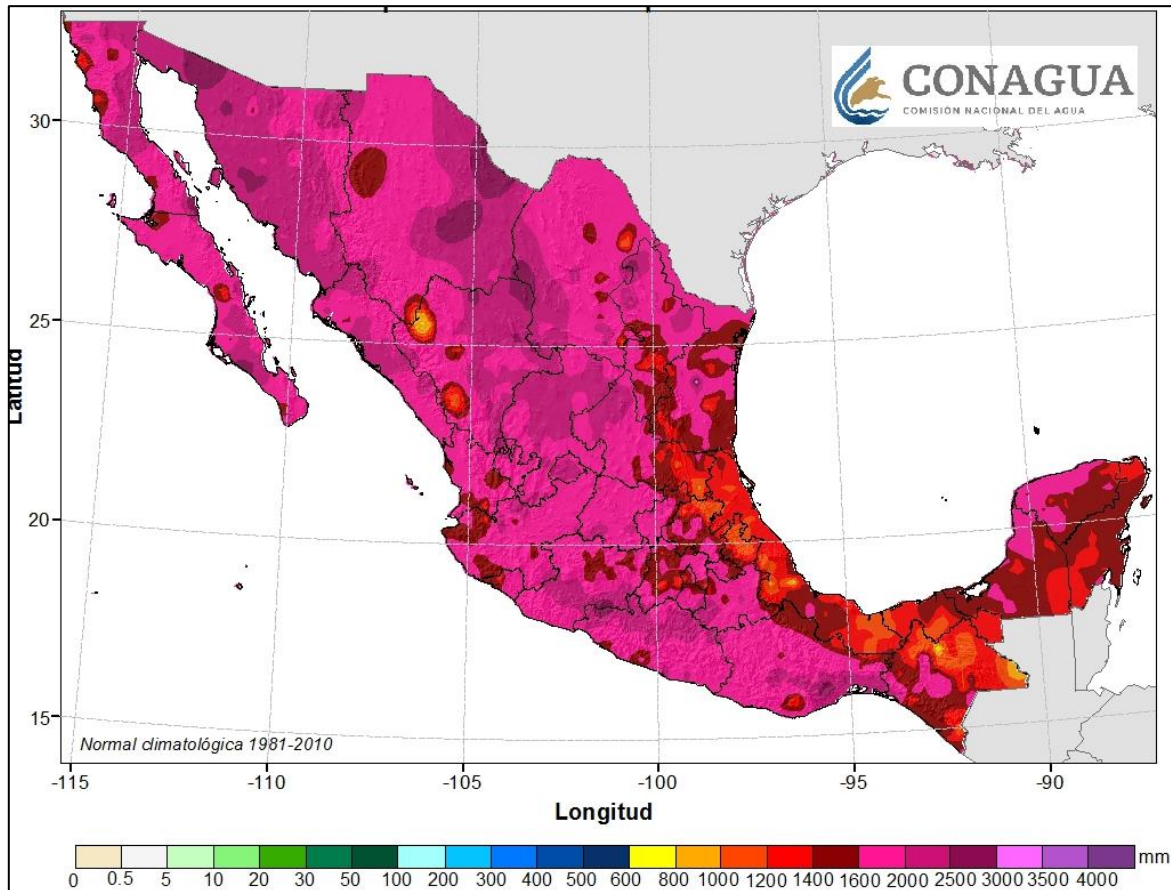 CONAGUA
COMISIÓN NACIONAL DEL AGUA
30
25
20
15
Latitud
Normal climatológica 1981-2010
-115 -110 -105 -100 -95 -90
Longitud
0 0.5 5 10 20 30 50 100 200 300 400 500 600 800 1000 1200 1400 1600 2000 2500 3000 3500 4000 mm